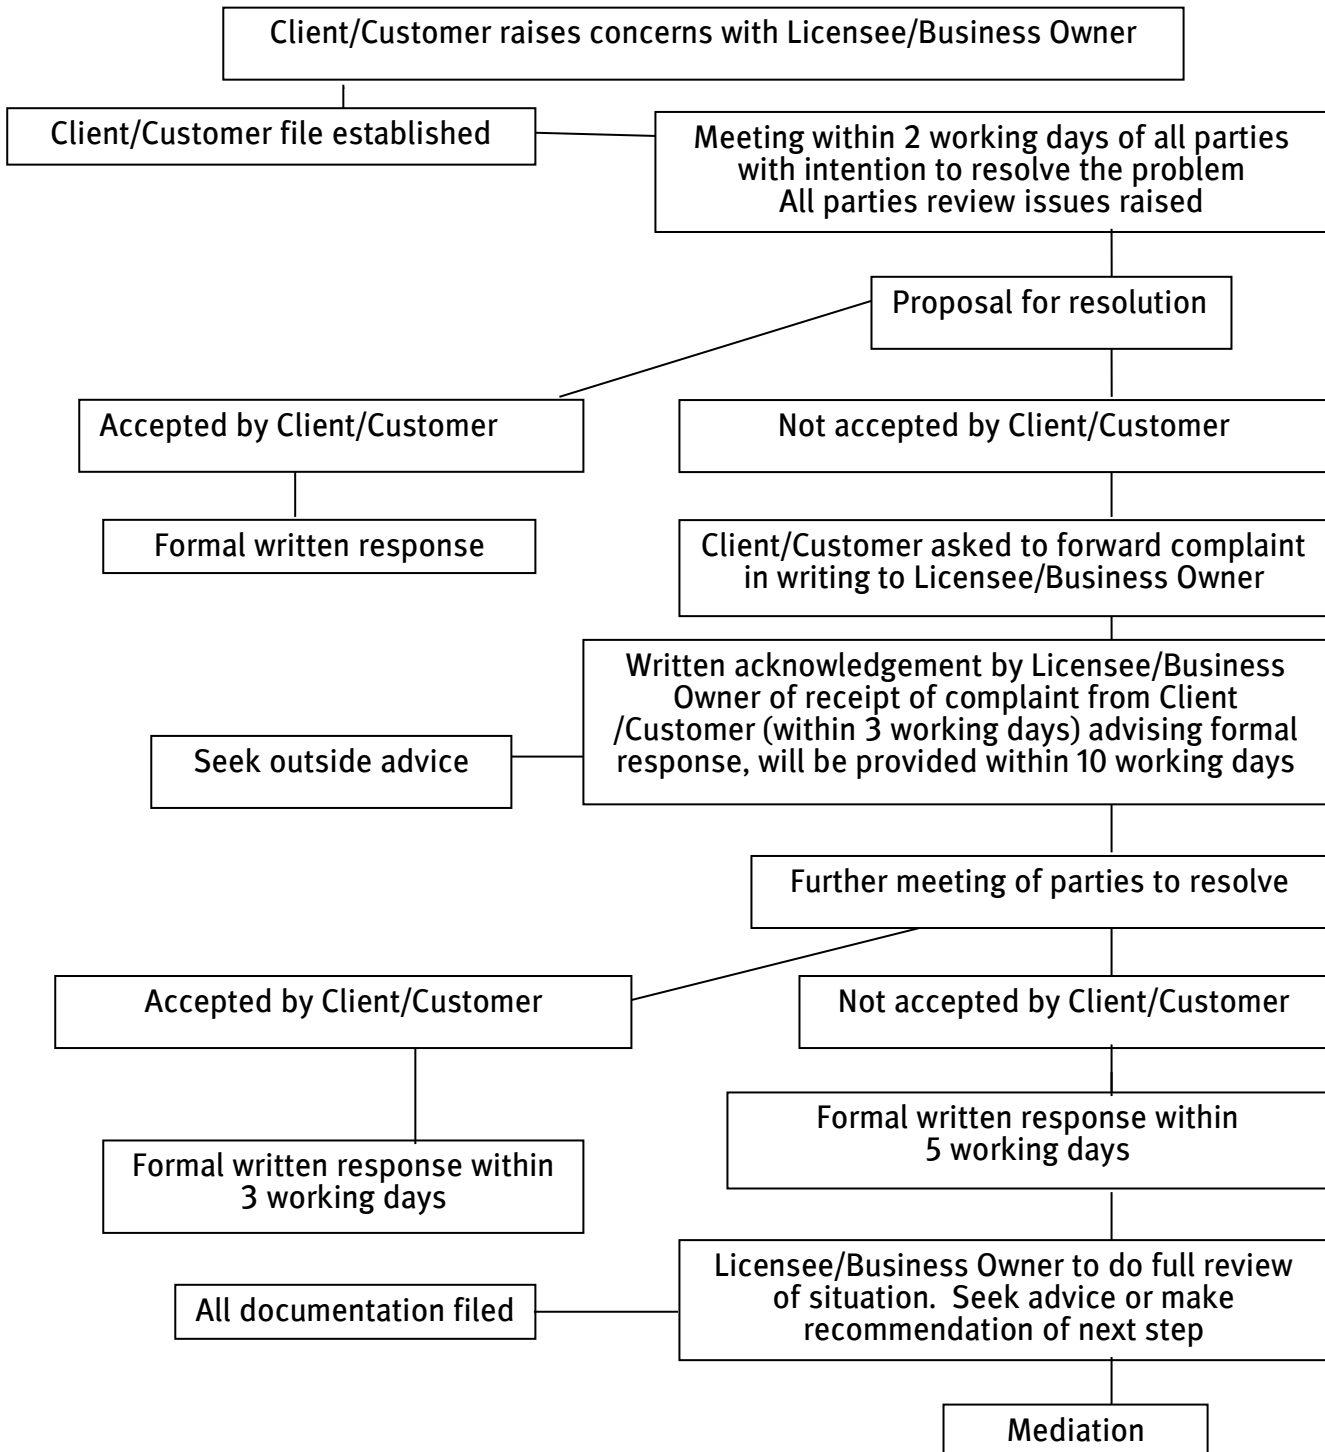 Client/Customer raises concerns with Licensee/Business Owner
Client/Customer file established
Meeting within 2 working days of all parties
with intention to resolve the problem
All parties review issues raised
Proposal for resolution
Accepted by Client/Customer
Not accepted by Client/Customer
Formal written response
Client/Customer asked to forward complaint
in writing to Licensee/Business Owner
Written acknowledgement by Licensee/Business
Owner of receipt of complaint from Client
/Customer (within 3 working days) advising formal
response, will be provided within 10 working days
Seek outside advice
Further meeting of parties to resolve
Accepted by Client/Customer
Not accepted by Client/Customer
Formal written response within
5 working days
Formal written response within
3 working days
Licensee/Business Owner to do full review
of situation.  Seek advice or make
recommendation of next step
All documentation filed
Mediation